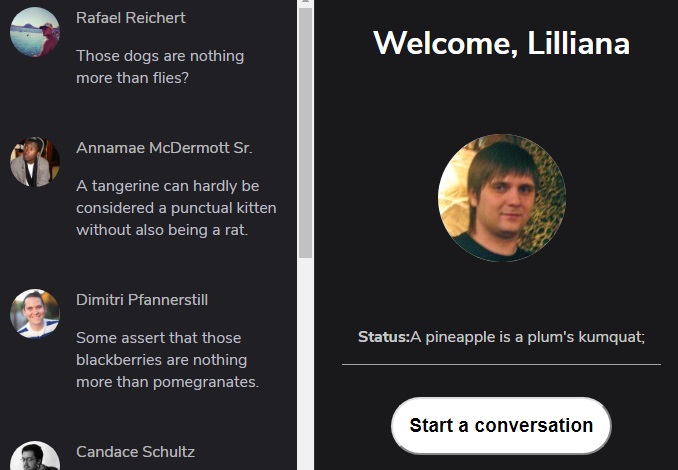 Rafael Reichert
Those dogs are nothing
more than flies?
Annamae McDermott Sr.
A tangerine can hardly be
considered a punctual kitten
without also being a rat.
Dimitri Pfannerstill
Some assert that those
blackberries are nothing
more than pomegranates.
Candace Schultz
Welcome, Lilliana
Status:A pineapple is a plum's kumquat;
Start a conversation